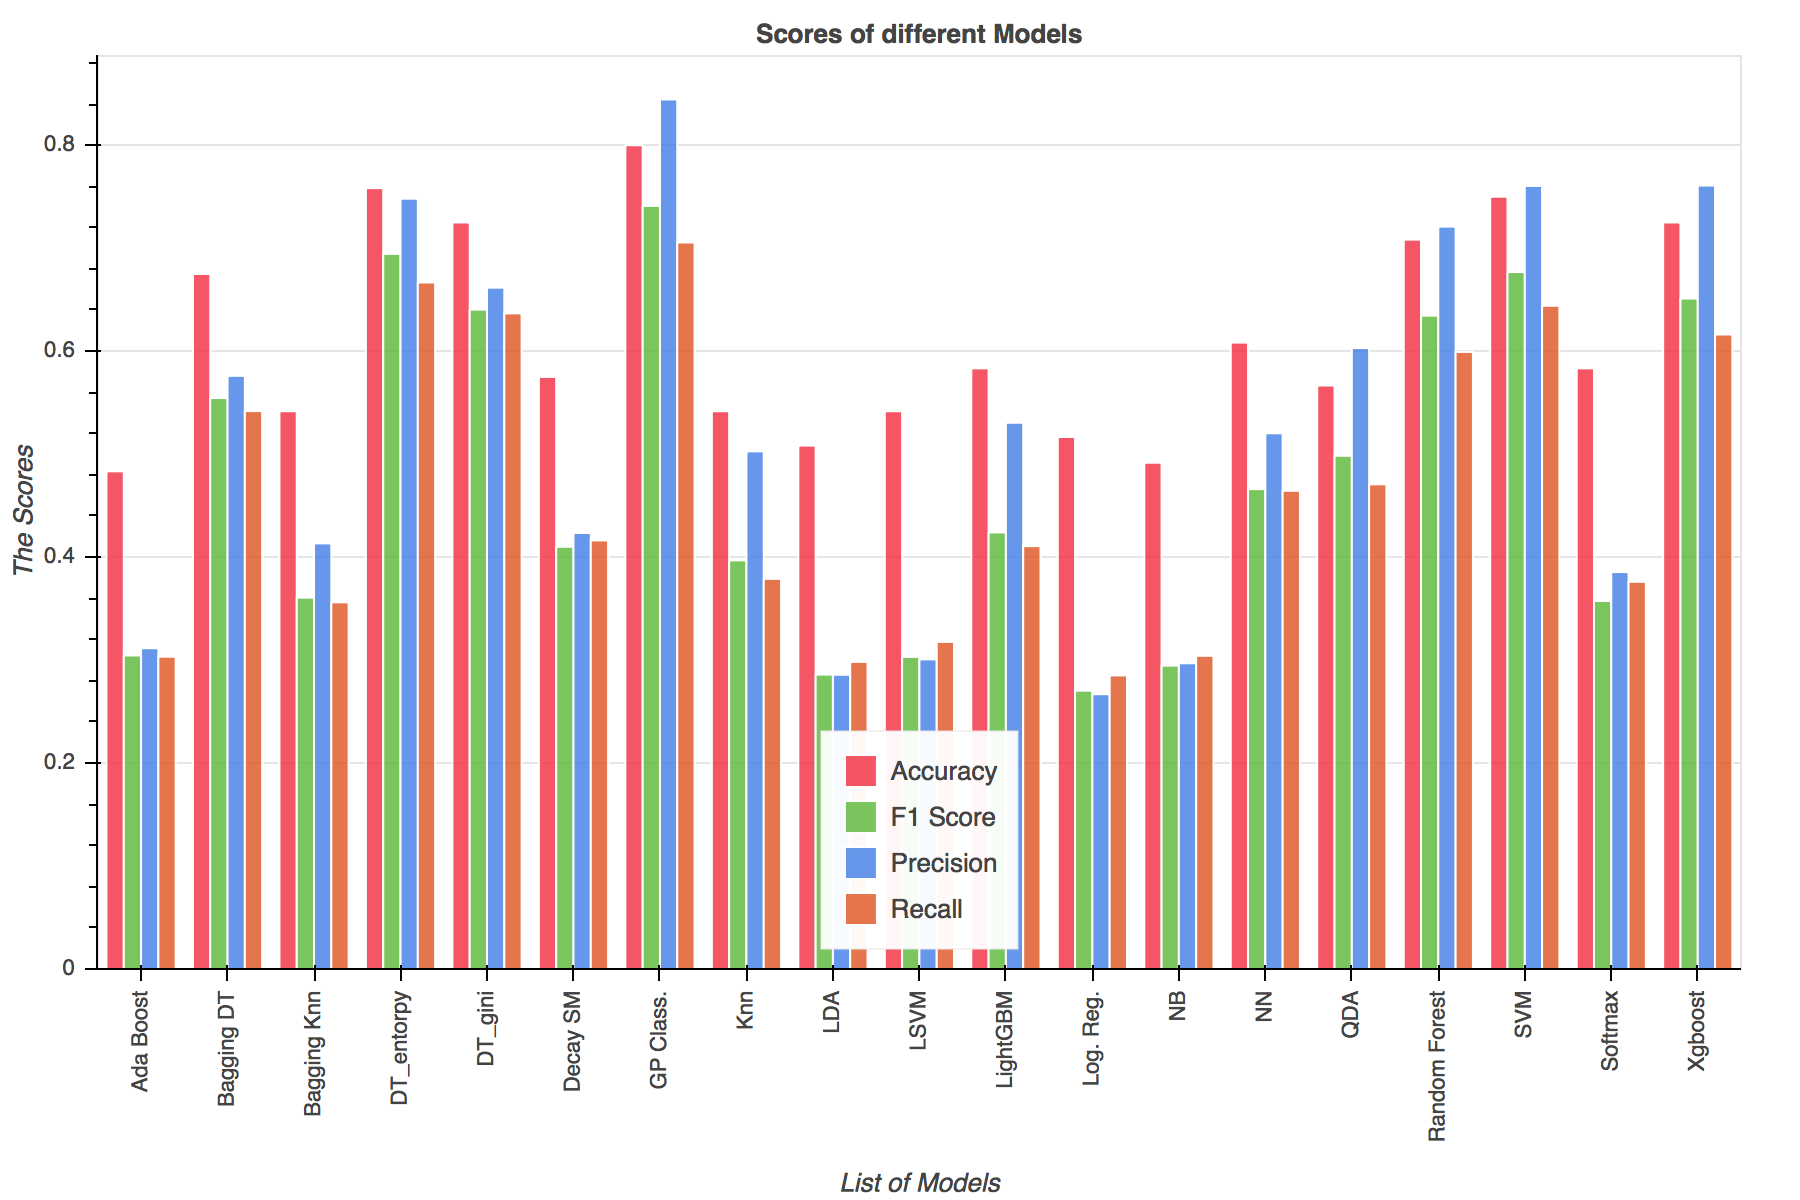 Scores of different Models
The Scores
0.8
0.6
0.4
0.2
0
Accuracy
F1 Score
Precision
Recall
Ada Boost
Bagging DT
Bagging Knn
DT_entorpy
DT_gini
Decay SM
GP Class.
Knn
LDA
LSVM
LightGBM
Log. Reg.
NB
NN
QDA
Random Forest
SVM
Softmax
Xgboost
List of Models